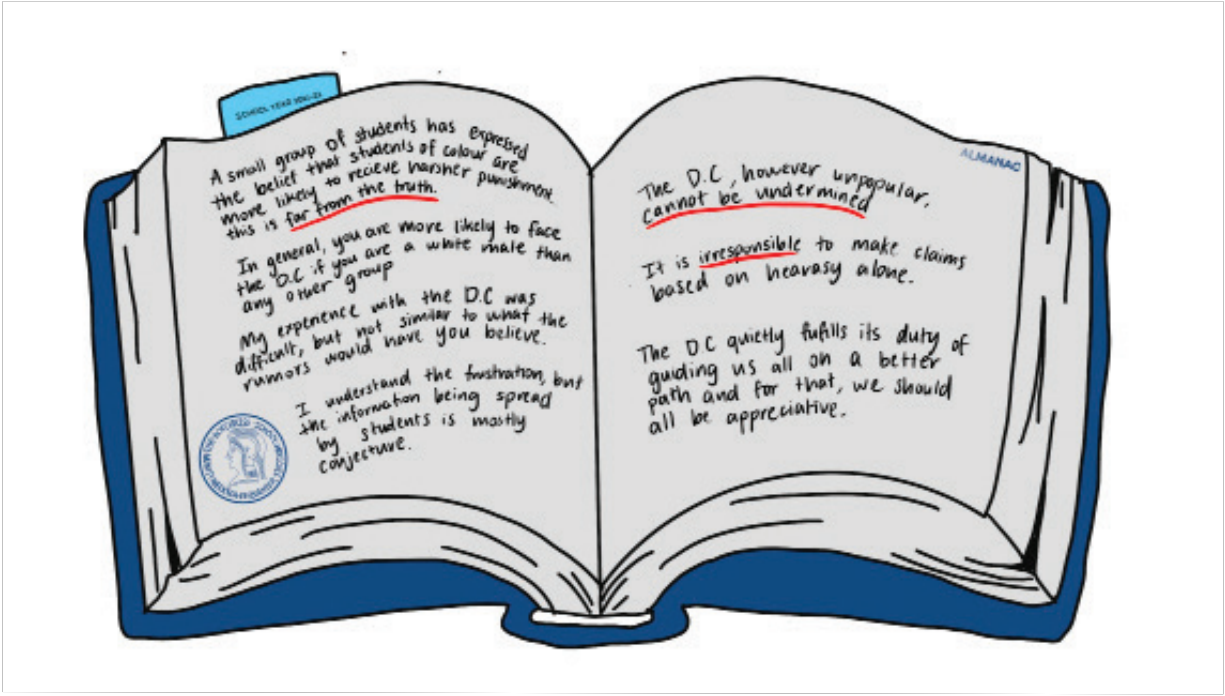 SCHOOL YEAR
A small group of students has expressed
the belief that students of colour are
more likely to recieve harsher punishment.
this is far from the truth.
In general, you are more likely to face
the D.C if you are a white male than
any other group
My experience with the D.C was
difficult, but not similar to what the
rumors would have you believe.
I understand the frustration, but
the information being spread
by students is mostly
conjecture.
ALMANAC
The D.C, however unpopular,
cannot be undermined
It is irresponsible to make claims
based on hearasy alone.
The DC quietly fufills its duty of
guiding us all on a better
path and for that, we should
all be appreciative.